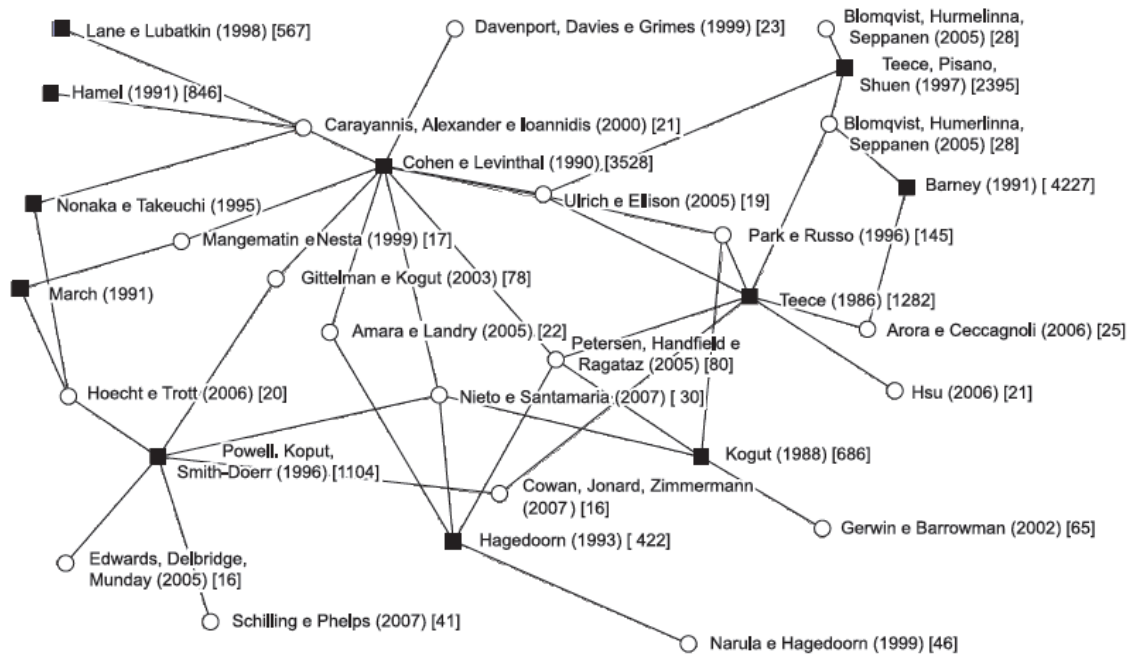 Lane e Lubatkin (1998) [567]
Davenport, Davies e Grimes (1999) [23]
Blomqvist, Hurmelinna,
Seppanen (2005) [28]
Teece, Pisano,
Shuen (1997) [2395]
Hamel (1991) [846]
Carayannis, Alexander e Ioannidis (2000) [21]
Blomqvist, Humerlinna,
Seppanen (2005) [28]
Cohen e Levinthal (1990) [3528]
Barney (1991) [ 4227]
Ulrich e Ellison (2005) [19]
Nonaka e Takeuchi (1995)
Park e Russo (1996) [145]
Mangematin e Nesta (1999) [17]
Gittelman e Kogut (2003) [78]
March (1991)
Teece (1986) [1282]
Amara e Landry (2005) [22]
Arora e Ceccagnoli (2006) [25]
Petersen, Handfield e
Ragataz (2005) [80]
Hoecht e Trott (2006) [20]
Nieto e Santamaria (2007) [ 30]
Hsu (2006) [21]
Powell, Koput,
Smith-Doerr (1996) [1104]
Kogut (1988) [686]
Cowan, Jonard, Zimmermann
(2007) [16]
Gerwin e Barrowman (2002) [65]
Hagedoorn (1993) [ 422]
Edwards, Delbridge,
Munday (2005) [16]
Schilling e Phelps (2007) [41]
Narula e Hagedoorn (1999) [46]